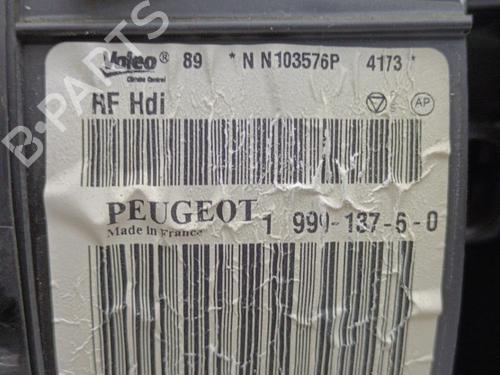 Valeo® 89 * N N103576P 4173 *
Climate Control
RF Hdi AP
PEUGEOT 1 990-137-6-0
Made in France
B-PARTS